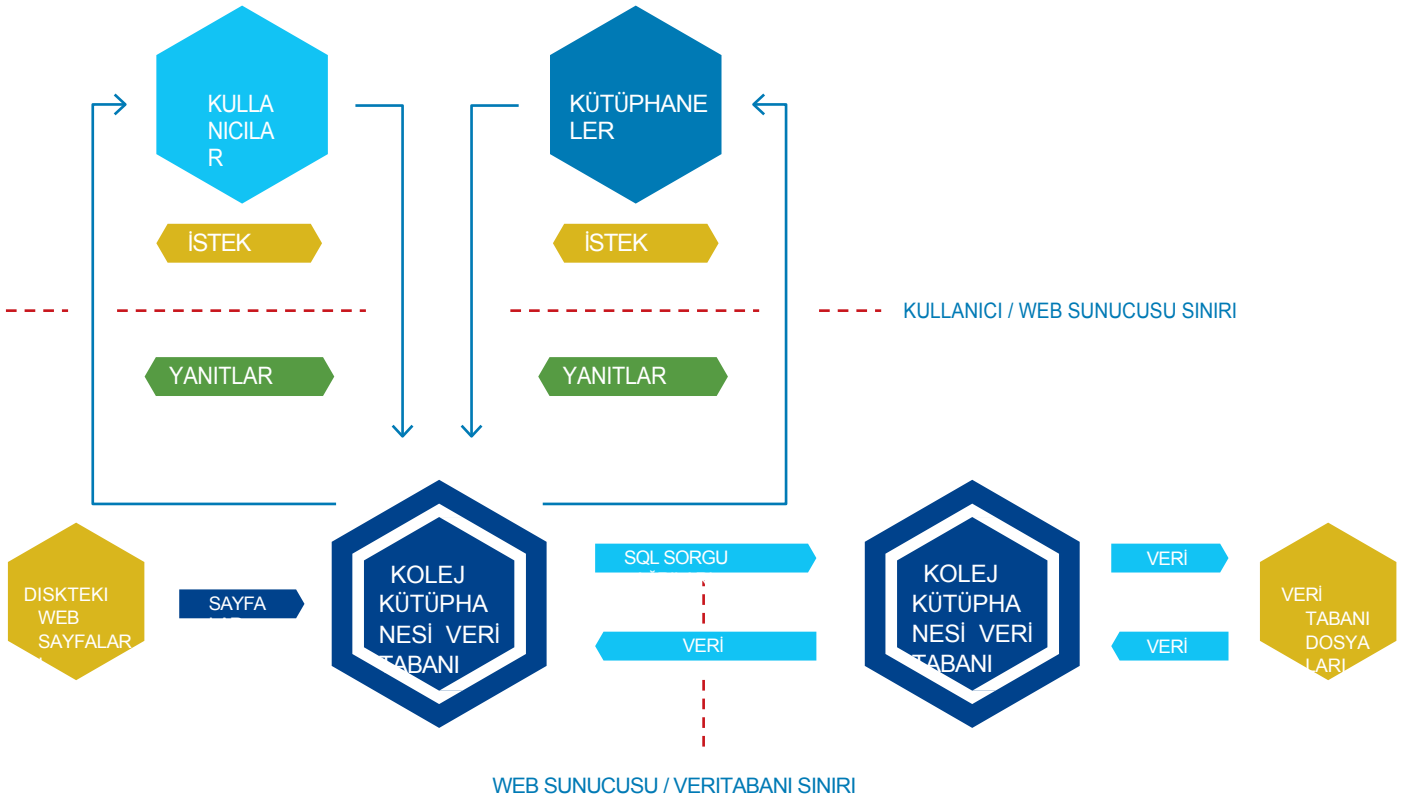 KULLA
NICILA
R
KÜTÜPHANE
LER
İSTEK
İSTEK
KULLANICI / WEB SUNUCUSU SINIRI
YANITLAR
YANITLAR
DISKTEKI
WEB
SAYFALAR
SAYFA
KOLEJ
KÜTÜPHA
NESİ VERİ
TABANI
SQL SORGU
VERİ
KOLEJ
KÜTÜPHA
NESİ VERİ
TABANI
VERİ
VERİ
VERİ
TABANI
DOSYA
LARI
WEB SUNUCUSU / VERITABANI SINIRI